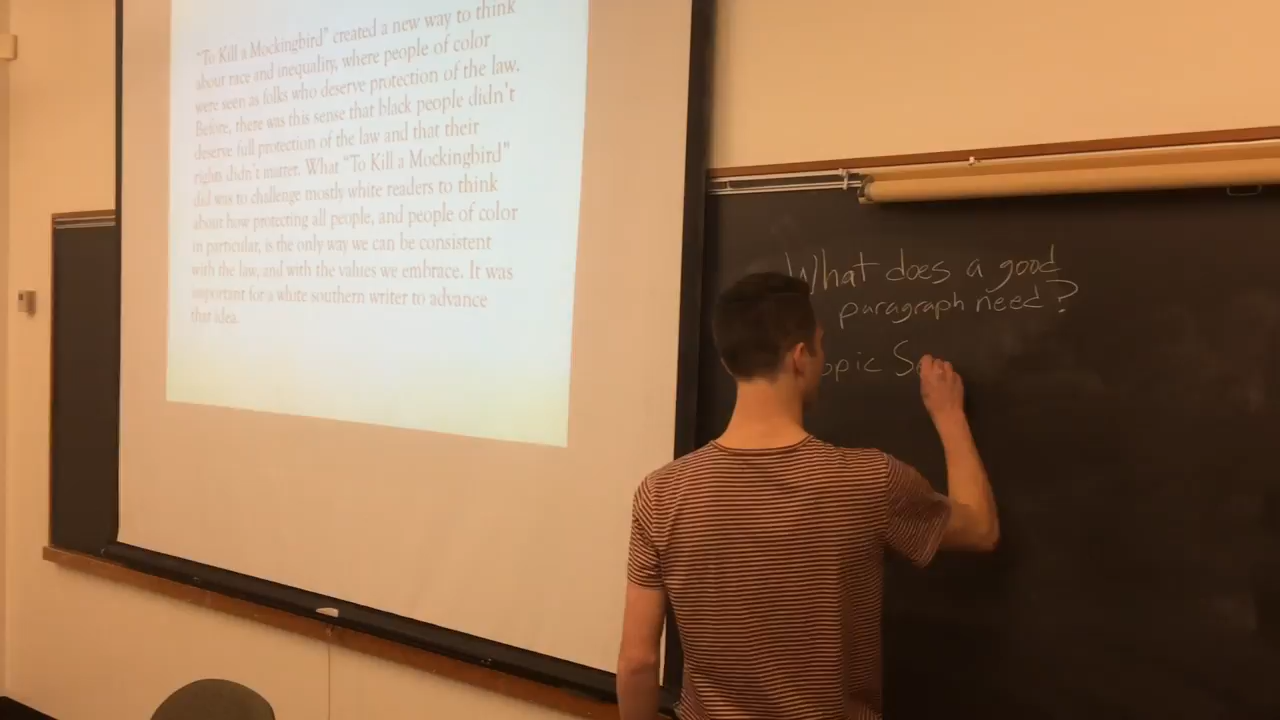 "To Kill a Mockingbird" created a new way to think
about race and inequality, where people of color
were seen as folks who deserve protection of the law.
Before, there was this sense that black people didn't
deserve full protection of the law and that their
rights didn't matter. What "To Kill a Mockingbird"
did was to challenge mostly white readers to think
about how protecting all people, and people of color
in particular, is the only way we can be consistent
with the law, and with the values we embrace. It was
important for a white southern writer to advance
that idea.
What does a good
paragraph need?
opic S